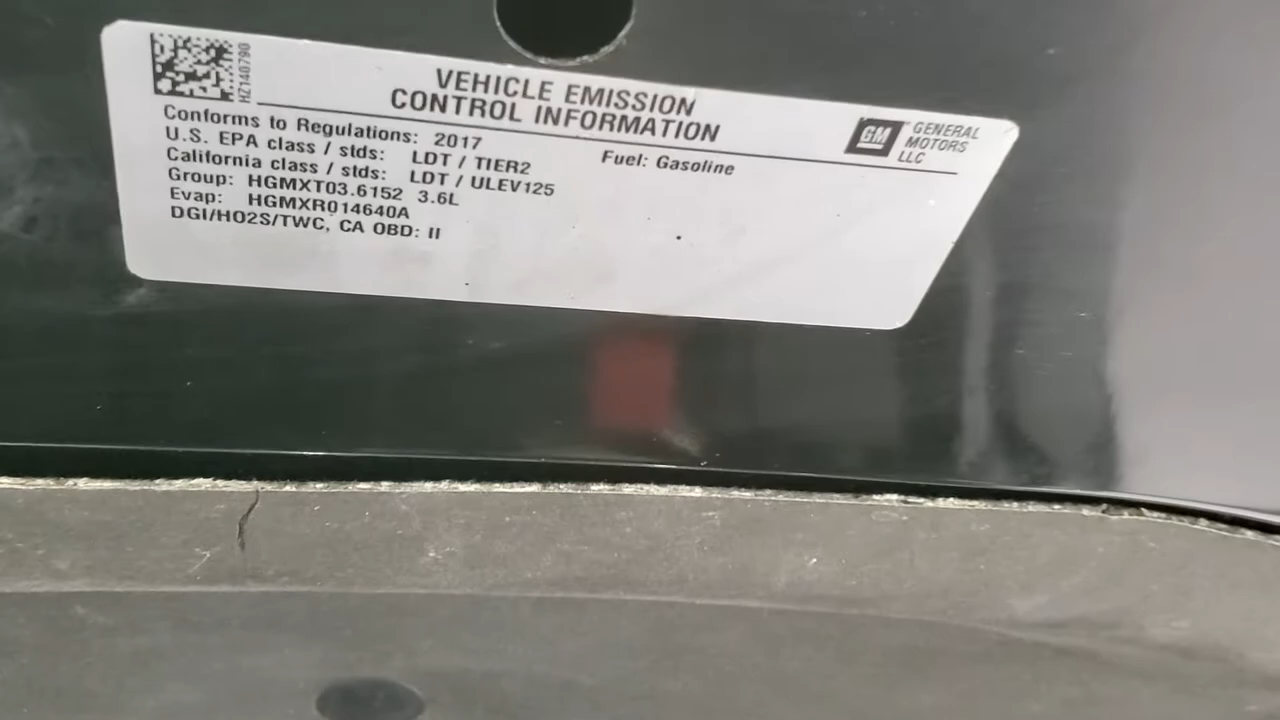 HZ140790
VEHICLE EMISSION
CONTROL INFORMATION
GM
GENERAL
MOTORS
LLC
Conforms to Regulations: 2017
Fuel: Gasoline
U.S. EPA class / stds: LDT / TIER2
California class / stds: LDT / ULEV125
Group: HGMXT03.6152 3.6L
Evap: HGMXR014640A
DGI/HO2S/TWC, CA OBD: II